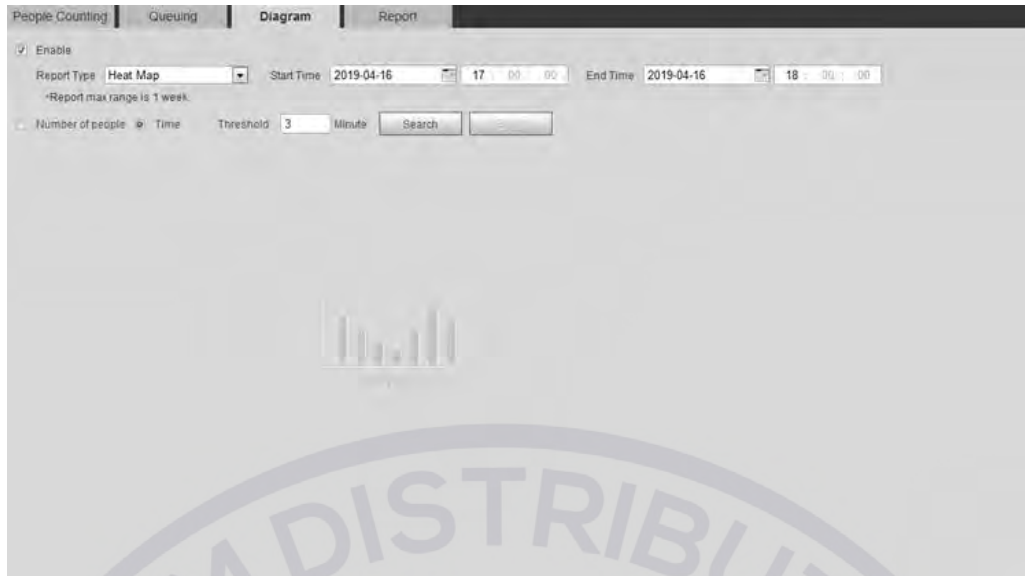 People Counting Queuing Diagram Report
Enable
Report Type Heat Map Start Time 2019-04-16 17 : 00 : 00 End Time 2019-04-16 18 : 00 : 00
*Report max range is 1 week.
Number of people Time Threshold 3 Minute Search
DISTRIBUT